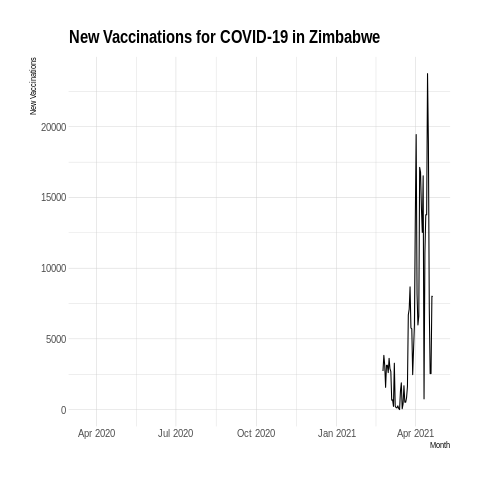 New Vaccinations for COVID-19 in Zimbabwe
New Vaccinations
20000
15000
10000
5000
0
Apr 2020 Jul 2020 Oct 2020 Jan 2021 Apr 2021
Month